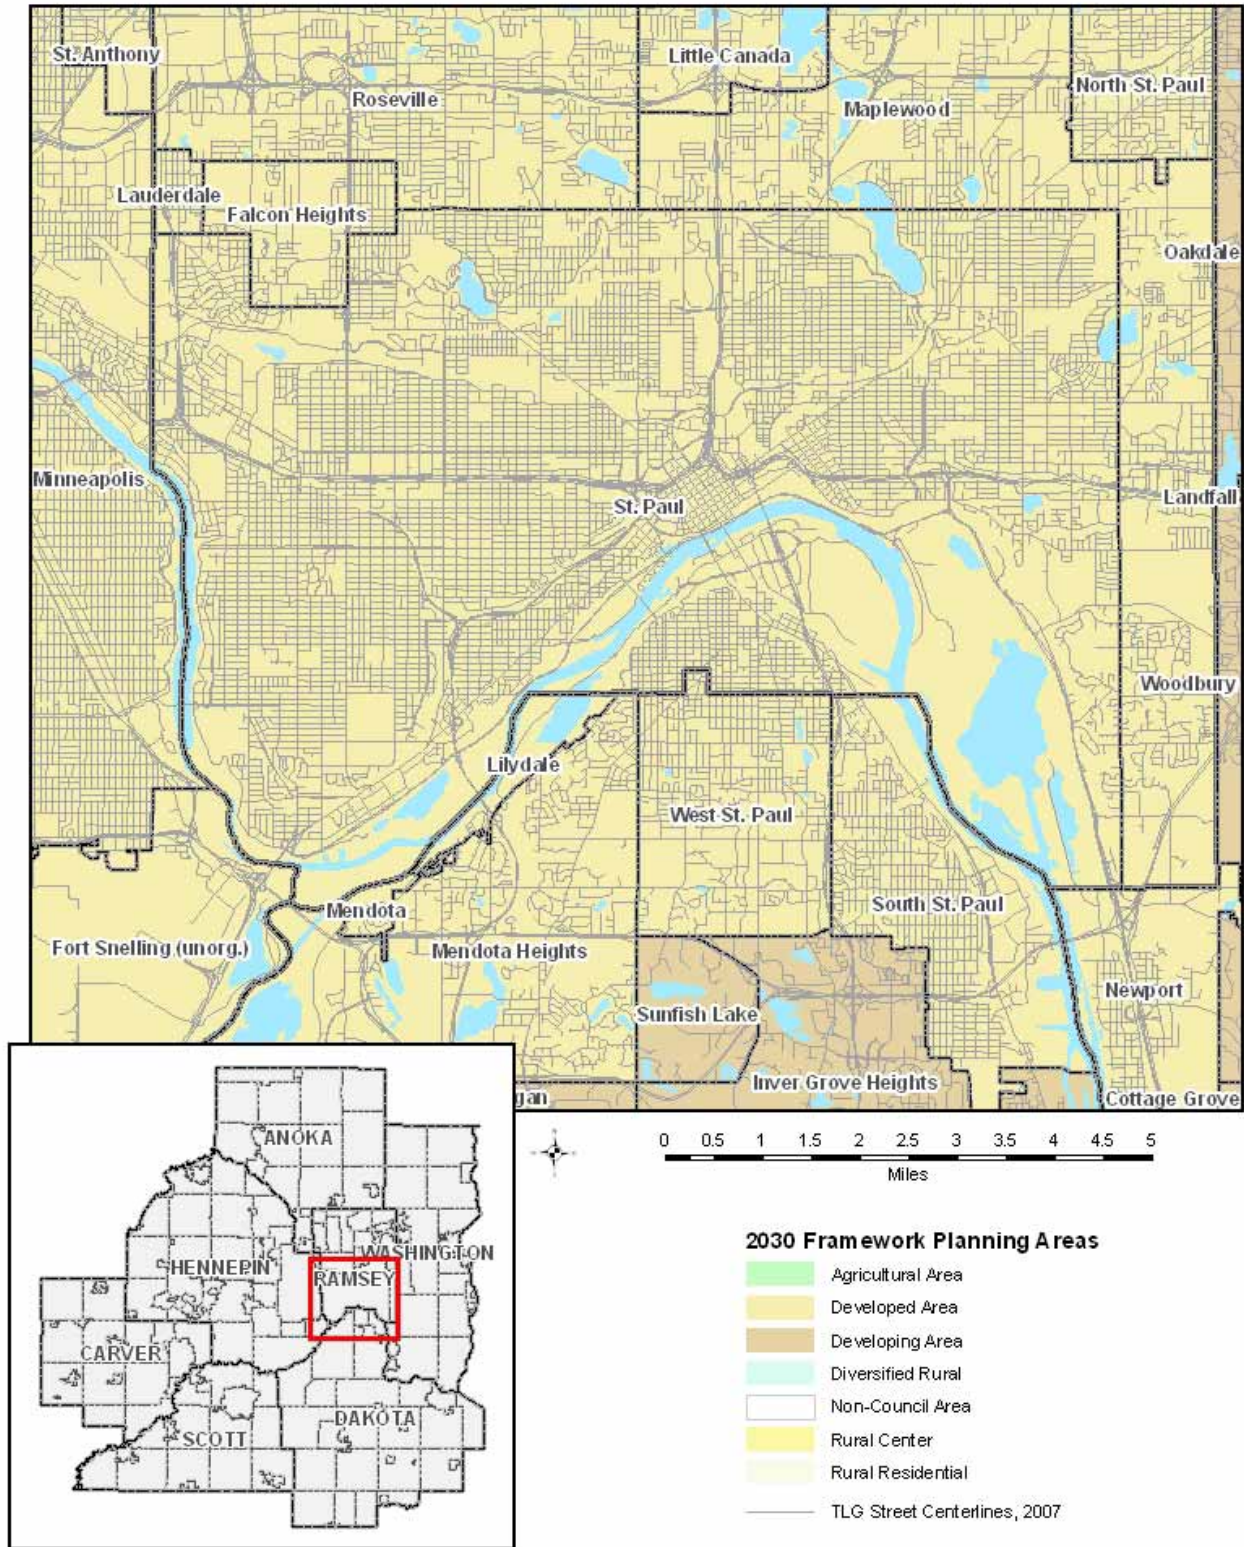 St. Anthony
Little Canada
Roseville
North St. Paul
Maplewood
Lauderdale
Falcon Heights
Oakdale
Minneapolis
Landfall
St. Paul
Woodbury
Lilydale
West St. Paul
South St. Paul
Mendota
Fort Snelling (unorg.)
Mendota Heights
Newport
Sunfish Lake
Inver Grove Heights
gan
Cottage Grove
ANOKA
WASHINGTON
HENNEPIN
RAMSEY
CARVER
DAKOTA
SCOTT
0 0.5 1 1.5 2 2.5 3 3.5 4 4.5 5
Miles
2030 Framework Planning Areas
Agricultural Area
Developed Area
Developing Area
Diversified Rural
Non-Council Area
Rural Center
Rural Residential
TLG Street Centerlines, 2007